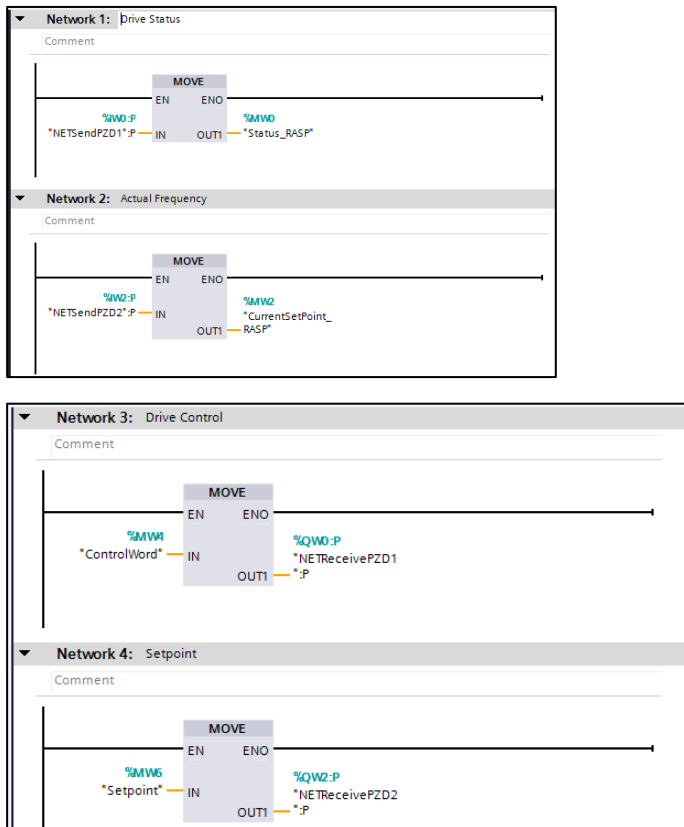 Network 1: Drive Status
Comment
MOVE
EN ENO
%IW0:P
"NETSendPZD1":P IN
%MW0
OUT1 "Status_RASP"
Network 2: Actual Frequency
Comment
MOVE
EN ENO
%IW2:P
"NETSendPZD2":P IN
%MW2
"CurrentSetPoint_
OUT1 RASP"
Network 3: Drive Control
Comment
MOVE
EN ENO
%MW4
"ControlWord" IN
%QW0:P
"NETReceivePZD1
OUT1 ":P
Network 4: Setpoint
Comment
MOVE
EN ENO
%MW6
"Setpoint" IN
%QW2:P
"NETReceivePZD2
OUT1 ":P